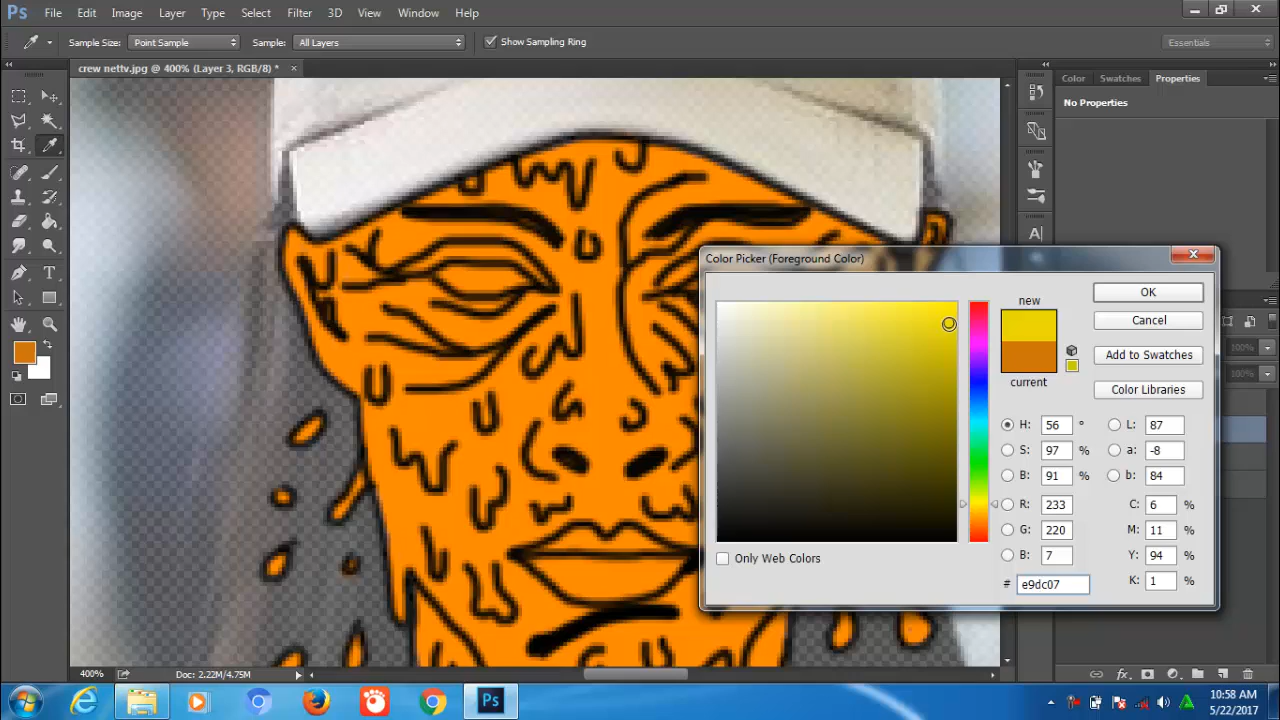 Ps File Edit Image Layer Type Select Filter 3D View Window Help
Sample Size: Point Sample Sample: All Layers Show Sampling Ring Essentials
crew nettv.jpg @ 400% (Layer 3, RGB/8) * ×
Color Swatches Properties
No Properties
Color Picker (Foreground Color)
new
current
OK
Cancel
Add to Swatches
Color Libraries
H: 56 °
S: 97 %
B: 91 %
R: 233
G: 220
B: 7
# e9dc07
L: 87
a: -8
b: 84
C: 6 %
M: 11 %
Y: 94 %
K: 1 %
Only Web Colors
100%
100%
400% Doc: 2.22M/4.75M
fx
Ps
10:58 AM
5/22/2017